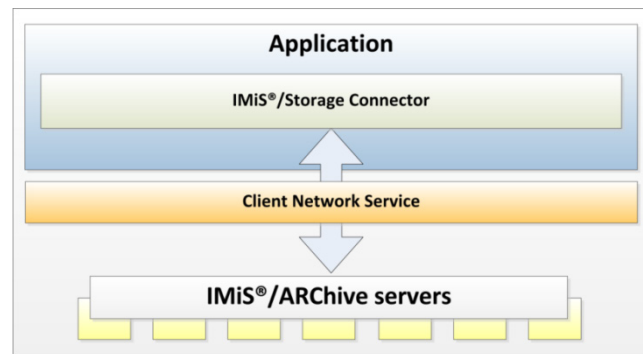 Application
IMiS®/Storage Connector
Client Network Service
IMiS®/ARChive servers